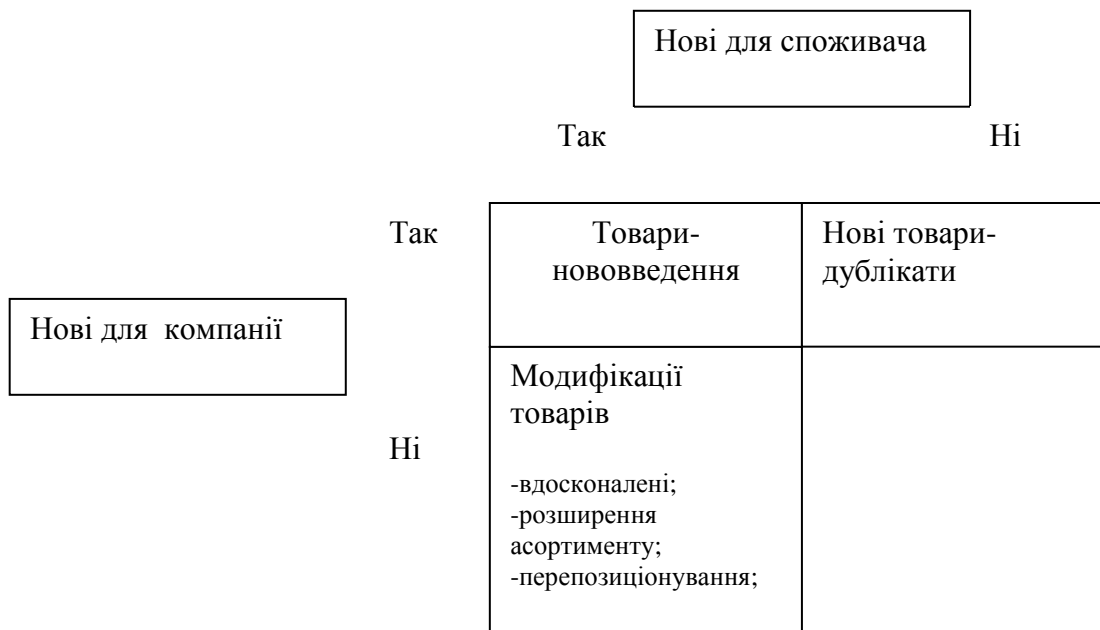 Нові для споживача
Так
Ні
Так
Товари-
нововведення
Нові товари-
дублікати
Нові для компанії
Модифікації
товарів
Ні
-вдосконалені;
-розширення
асортименту;
-перепозиціонування;